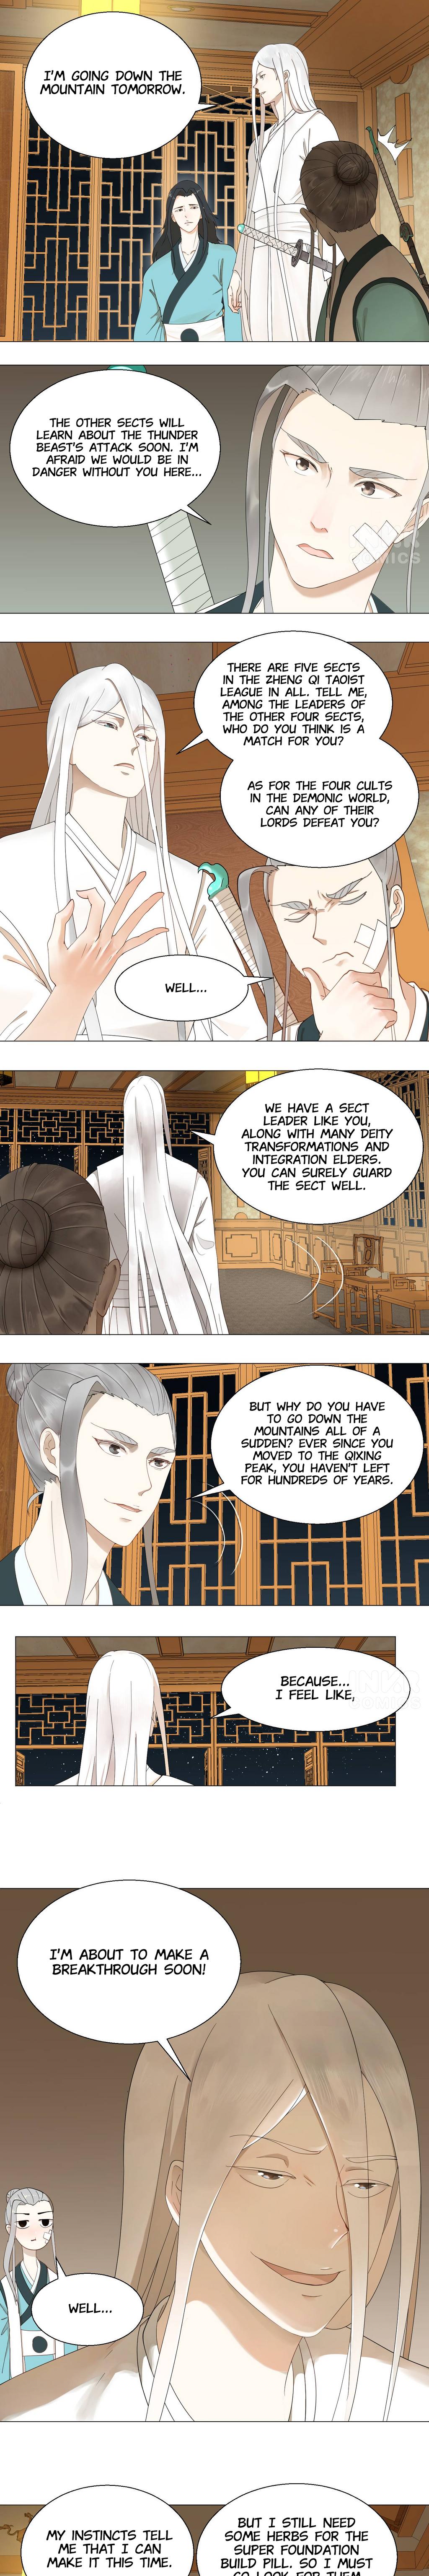 I'M GOING DOWN THE
MOUNTAIN TOMORROW.
THE OTHER SECTS WILL
LEARN ABOUT THE THUNDER
BEAST'S ATTACK SOON. I'M
AFRAID WE WOULD BE IN
DANGER WITHOUT YOU HERE...
THERE ARE FIVE SECTS
IN THE ZHENG QI TAOIST
LEAGUE IN ALL. TELL ME,
AMONG THE LEADERS OF
THE OTHER FOUR SECTS,
WHO DO YOU THINK IS A
MATCH FOR YOU?
AS FOR THE FOUR CULTS
IN THE DEMONIC WORLD,
CAN ANY OF THEIR
LORDS DEFEAT YOU?
WELL...
WE HAVE A SECT
LEADER LIKE YOU,
ALONG WITH MANY DEITY
TRANSFORMATIONS AND
INTEGRATION ELDERS.
YOU CAN SURELY GUARD
THE SECT WELL.
BUT WHY DO YOU HAVE
TO GO DOWN THE
MOUNTAINS ALL OF A
SUDDEN? EVER SINCE YOU
MOVED TO THE QIXING
PEAK, YOU HAVEN'T LEFT
FOR HUNDREDS OF YEARS.
BECAUSE...
I FEEL LIKE,
INKR
COMICS
I'M ABOUT TO MAKE A
BREAKTHROUGH SOON!
WELL...
MY INSTINCTS TELL
ME THAT I CAN
MAKE IT THIS TIME.
BUT I STILL NEED
SOME HERBS FOR THE
SUPER FOUNDATION
BUILD PILL. SO I MUST
GO LOOK FOR THEM